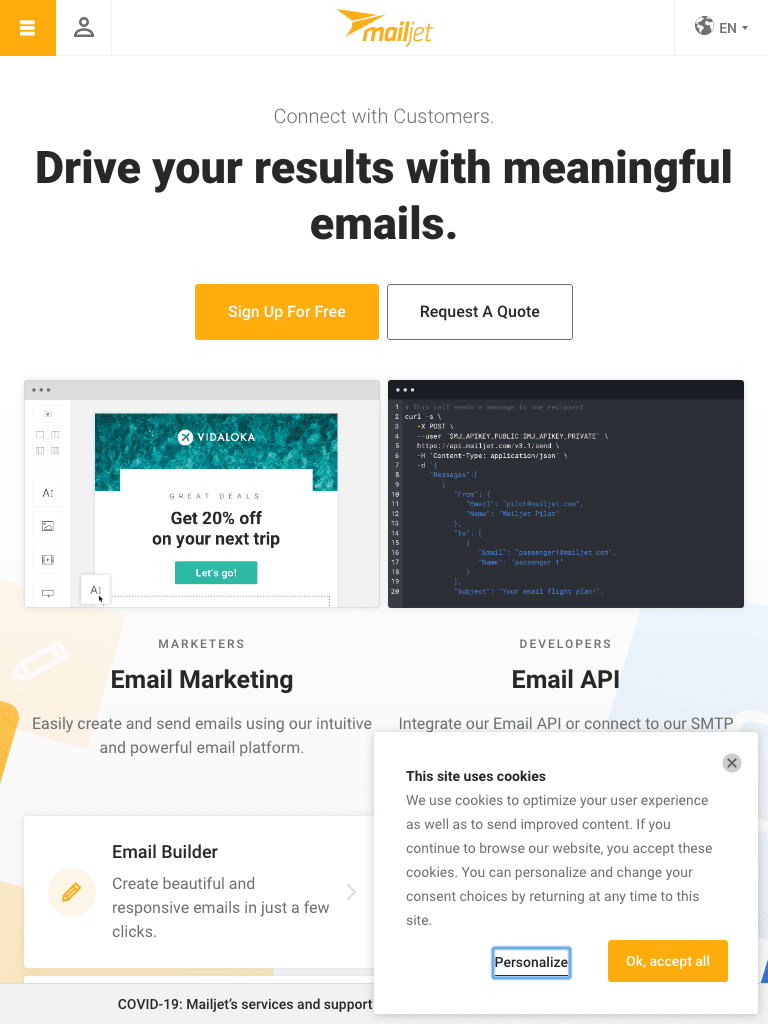 mailjet
EN
Connect with Customers.
Drive your results with meaningful
emails.
Sign Up For Free
Request A Quote
VIDALOKA
GREAT DEALS
Get 20% off
on your next trip
Let's go!
AI
AI
1 # This call sends a message to one recipient.
2 curl -s \
3 -X POST \
4 --user "$MJ_APIKEY_PUBLIC:$MJ_APIKEY_PRIVATE" \
5 https://api.mailjet.com/v3.1/send \
6 -H 'Content-Type: application/json' \
7 -d '{
8 "Messages":[
9 {
10 "From": {
11 "Email": "pilot@mailjet.com",
12 "Name": "Mailjet Pilot"
13 },
14 "To": [
15 {
16 "Email": "passenger1@mailjet.com",
17 "Name": "passenger 1"
18 }
19 ],
20 "Subject": "Your email flight plan!",
MARKETERS
Email Marketing
Easily create and send emails using our intuitive
and powerful email platform.
DEVELOPERS
Email API
Integrate our Email API or connect to our SMTP
Email Builder
Create beautiful and
responsive emails in just a few
clicks.
This site uses cookies
We use cookies to optimize your user experience
as well as to send improved content. If you
continue to browse our website, you accept these
cookies. You can personalize and change your
consent choices by returning at any time to this
site.
Personalize
Ok, accept all
COVID-19: Mailjet's services and support